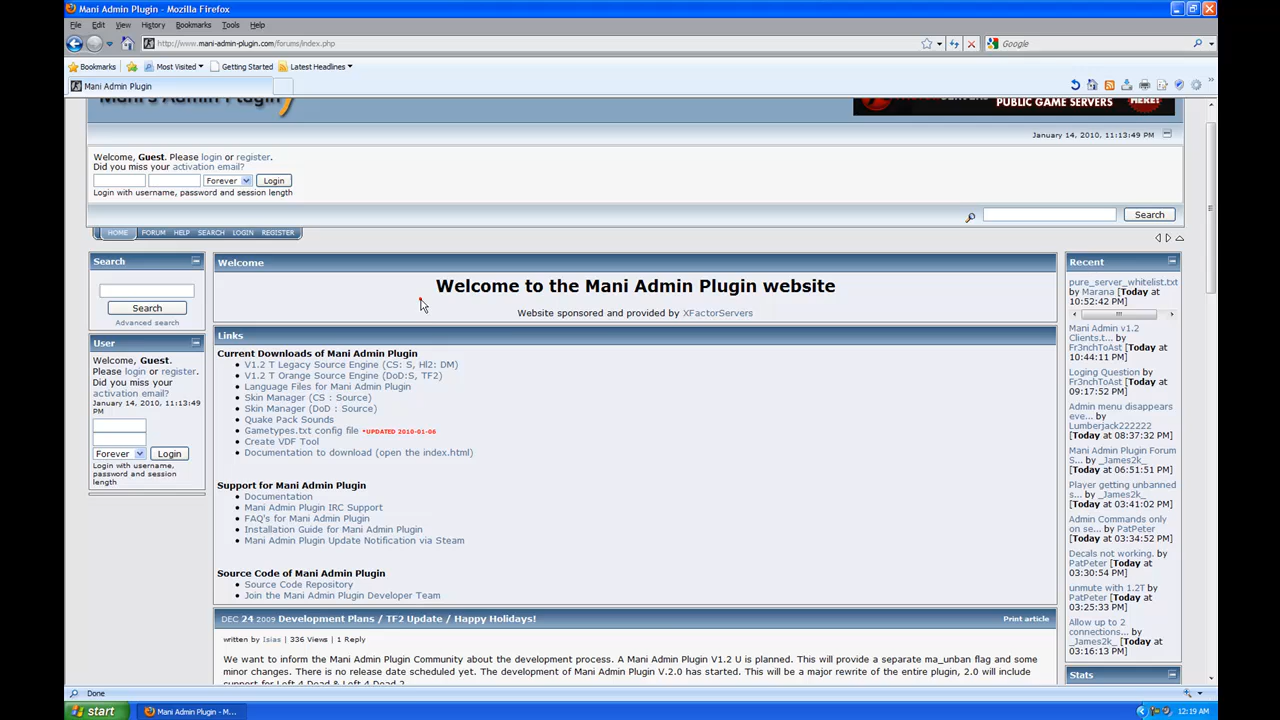 Mani Admin Plugin - Mozilla Firefox
File Edit View History Bookmarks Tools Help
http://www.mani-admin-plugin.com/forums/index.php
Google
Bookmarks Most Visited Getting Started Latest Headlines
Mani Admin Plugin
Mani's Admin Plugin
PUBLIC GAME SERVERS HERE!
January 14, 2010, 11:13:49 PM
Welcome, Guest. Please login or register.
Did you miss your activation email?
Forever Login
Login with username, password and session length
Search
HOME FORUM HELP SEARCH LOGIN REGISTER
Search
Search
Advanced search
User
Welcome, Guest.
Please login or register.
Did you miss your
activation email?
January 14, 2010, 11:13:49
PM
Forever Login
Login with username,
password and session
length
Welcome
Welcome to the Mani Admin Plugin website
Website sponsored and provided by XFactorServers
Links
Current Downloads of Mani Admin Plugin
V1.2 T Legacy Source Engine (CS: S, Hl2: DM)
V1.2 T Orange Source Engine (DoD:S, TF2)
Language Files for Mani Admin Plugin
Skin Manager (CS : Source)
Skin Manager (DoD : Source)
Quake Pack Sounds
Gametypes.txt config file *UPDATED 2010-01-06
Create VDF Tool
Documentation to download (open the index.html)
Support for Mani Admin Plugin
Documentation
Mani Admin Plugin IRC Support
FAQ's for Mani Admin Plugin
Installation Guide for Mani Admin Plugin
Mani Admin Plugin Update Notification via Steam
Source Code of Mani Admin Plugin
Source Code Repository
Join the Mani Admin Plugin Developer Team
DEC 24 2009 Development Plans / TF2 Update / Happy Holidays! Print article
written by Isias | 336 Views | 1 Reply
We want to inform the Mani Admin Plugin Community about the development process. A Mani Admin Plugin V1.2 U is planned. This will provide a separate ma_unban flag and some
minor changes. There is no release date scheduled yet. The development of Mani Admin Plugin V.2.0 has started. This will be a major rewrite of the entire plugin, 2.0 will include
support for Left 4 Dead & Left 4 Dead 2
Recent
pure_server_whitelist.txt
by Marana [Today at
10:52:42 PM]
Mani Admin v1.2
Clients.t... by
Fr3nchToAst [Today at
10:44:11 PM]
Loging Question by
Fr3nchToAst [Today at
09:17:52 PM]
Admin menu disappears
eve... by
Lumberjack222222
[Today at 08:37:32 PM]
Mani Admin Plugin Forum
S... by _James2k_
[Today at 06:51:51 PM]
Player getting unbanned
s... by _James2k_
[Today at 03:41:02 PM]
Admin Commands only
on se... by PatPeter
[Today at 03:34:52 PM]
Decals not working. by
PatPeter [Today at
03:30:54 PM]
unmute with 1.2T by
PatPeter [Today at
03:25:33 PM]
Allow up to 2
connections... by
_James2k_ [Today at
03:16:13 PM]
Stats
Done
start Mani Admin Plugin - M... 12:19 AM